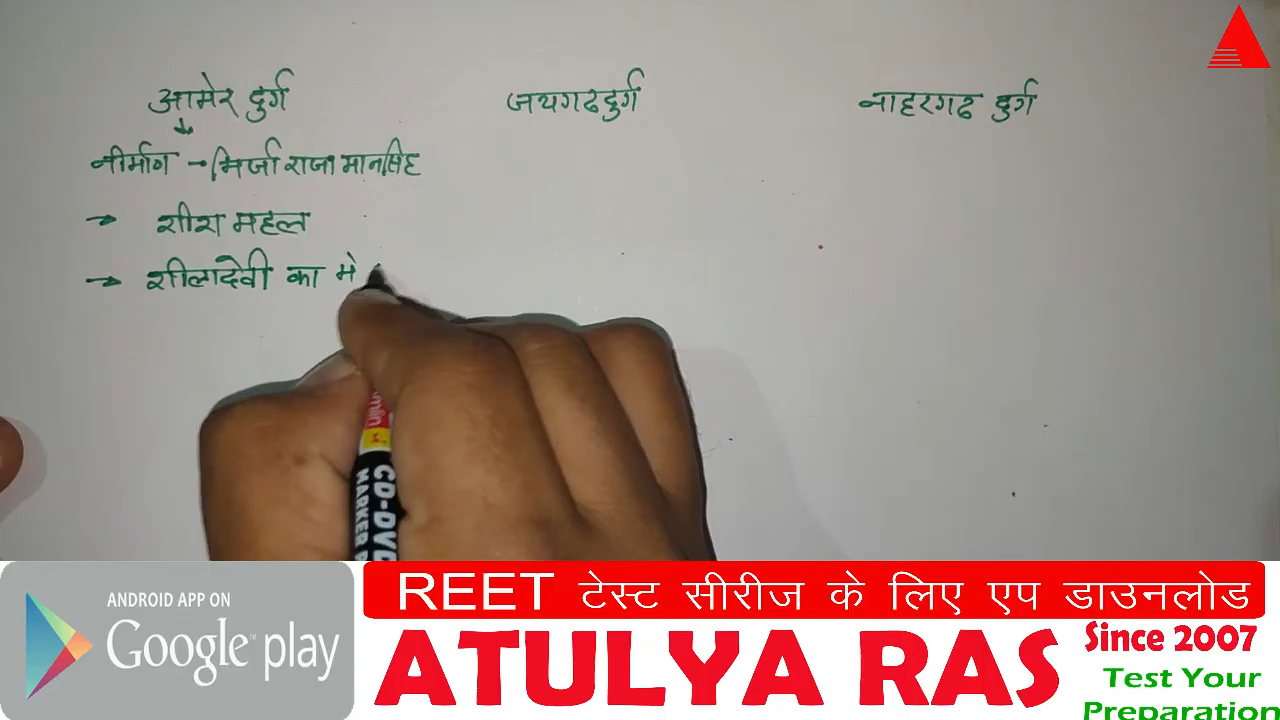 आमेर दुर्ग
जयगढदुर्ग
नाहरगढ दुर्ग
नीर्माण → मिर्जा राजा मानसिंह
→ शीश महल
→ शीलादेवी का मे
CD-DVD
MARKER
ANDROID APP ON
Google play
REET टेस्ट सीरीज के लिए एप डाउनलोड
ATULYA RAS
Since 2007
Test Your
Preparation